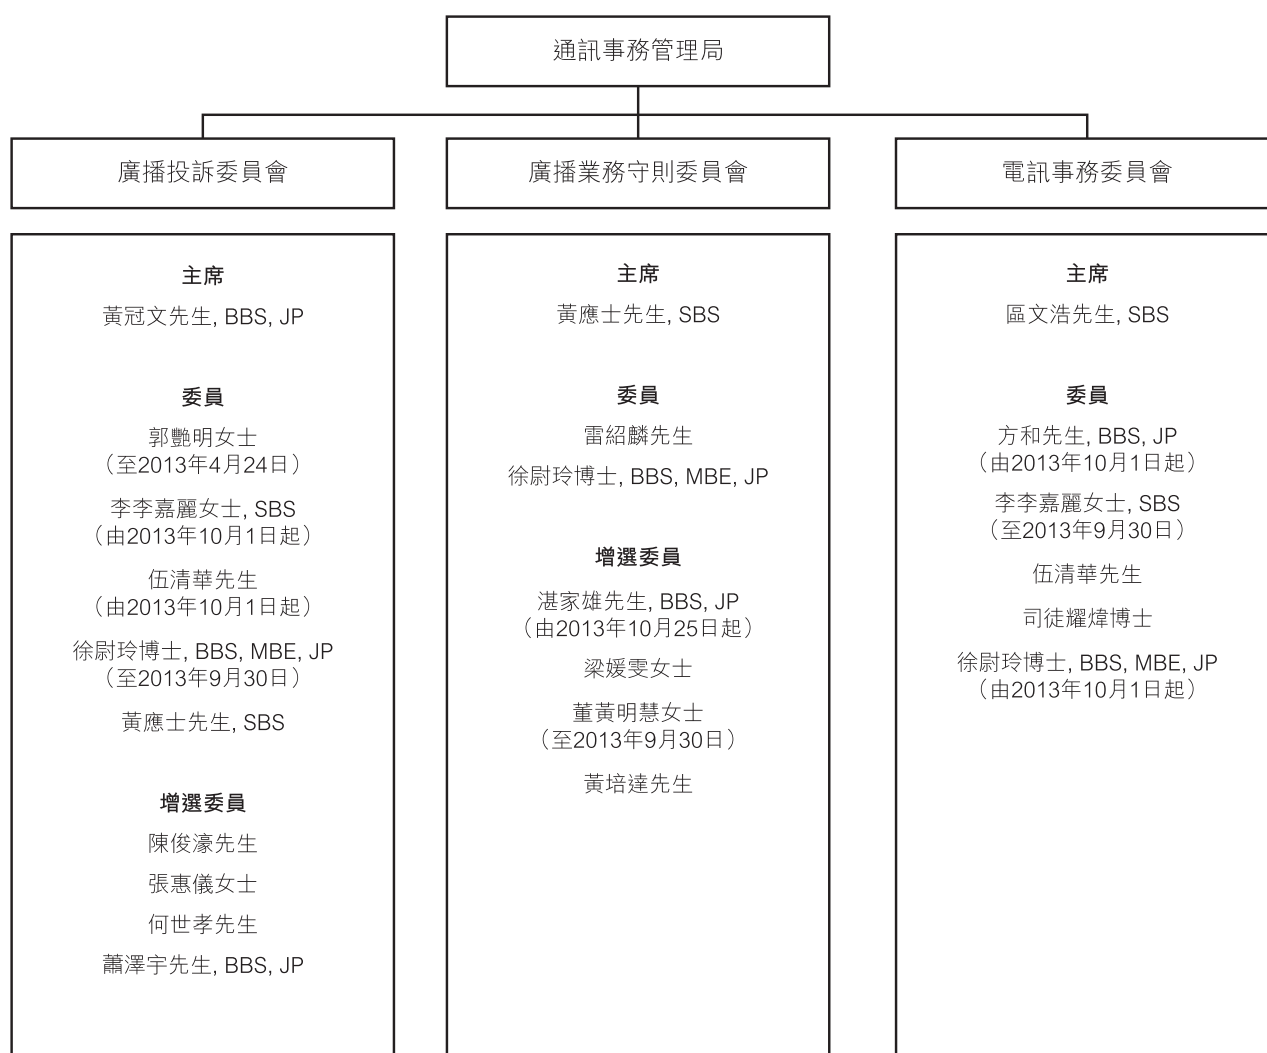 通訊事務管理局
廣播投訴委員會
主席
黃冠文先生, BBS, JP
委員
郭艷明女士
（至2013年4月24日）
李李嘉麗女士, SBS
（由2013年10月1日起）
伍清華先生
（由2013年10月1日起）
徐尉玲博士, BBS, MBE, JP
（至2013年9月30日）
黃應士先生, SBS
增選委員
陳俊濠先生
張惠儀女士
何世孝先生
蕭澤宇先生, BBS, JP
廣播業務守則委員會
主席
黃應士先生, SBS
委員
雷紹麟先生
徐尉玲博士, BBS, MBE, JP
增選委員
湛家雄先生, BBS, JP
（由2013年10月25日起）
梁媛雯女士
董黃明慧女士
（至2013年9月30日）
黃培達先生
電訊事務委員會
主席
區文浩先生, SBS
委員
方和先生, BBS, JP
（由2013年10月1日起）
李李嘉麗女士, SBS
（至2013年9月30日）
伍清華先生
司徒耀煒博士
徐尉玲博士, BBS, MBE, JP
（由2013年10月1日起）